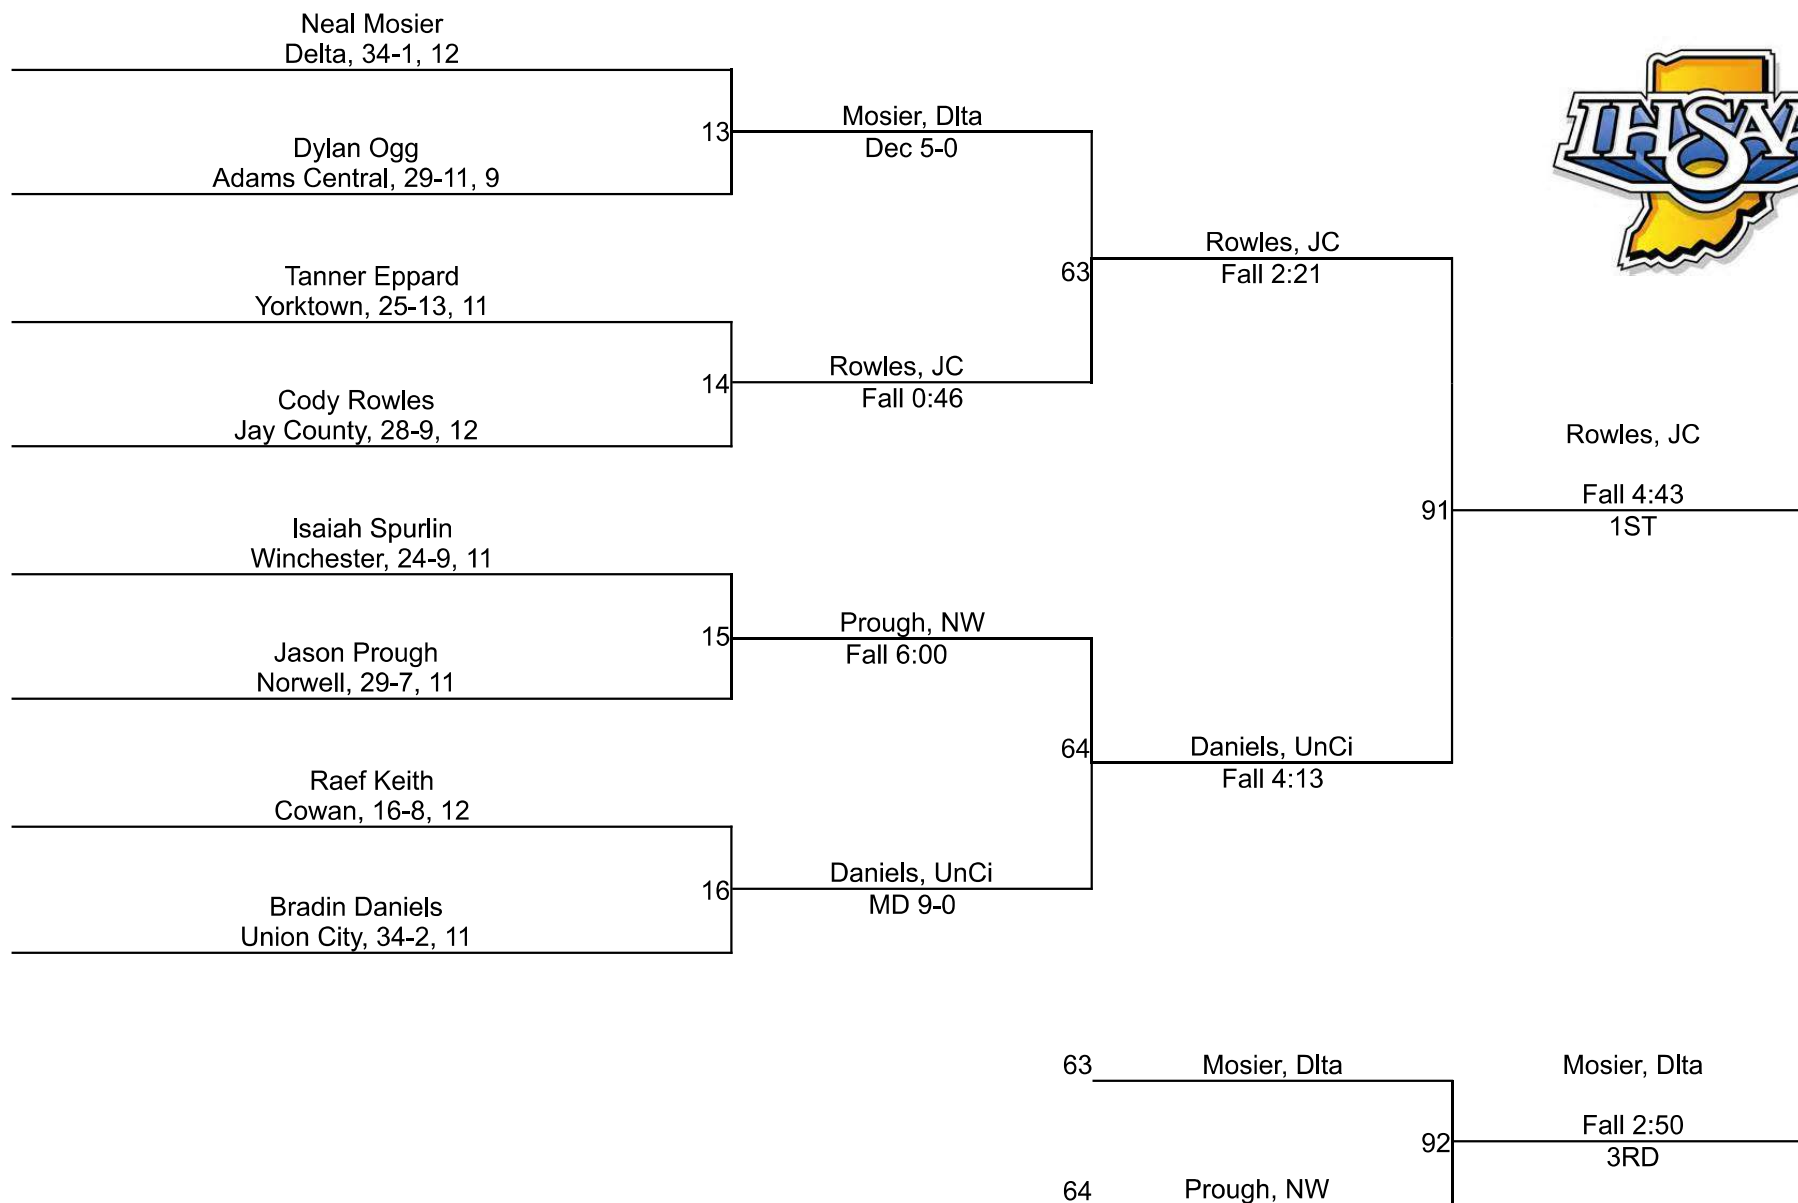 Neal Mosier
Delta, 34-1, 12
13
Mosier, Dlta
Dec 5-0
Dylan Ogg
Adams Central, 29-11, 9
IHSAA
63
Rowles, JC
Fall 2:21
Tanner Eppard
Yorktown, 25-13, 11
14
Rowles, JC
Fall 0:46
Cody Rowles
Jay County, 28-9, 12
91
Rowles, JC
Fall 4:43
1ST
Isaiah Spurlin
Winchester, 24-9, 11
15
Prough, NW
Fall 6:00
Jason Prough
Norwell, 29-7, 11
64
Daniels, UnCi
Fall 4:13
Raef Keith
Cowan, 16-8, 12
16
Daniels, UnCi
MD 9-0
Bradin Daniels
Union City, 34-2, 11
63
Mosier, Dlta
92
Mosier, Dlta
Fall 2:50
3RD
64
Prough, NW